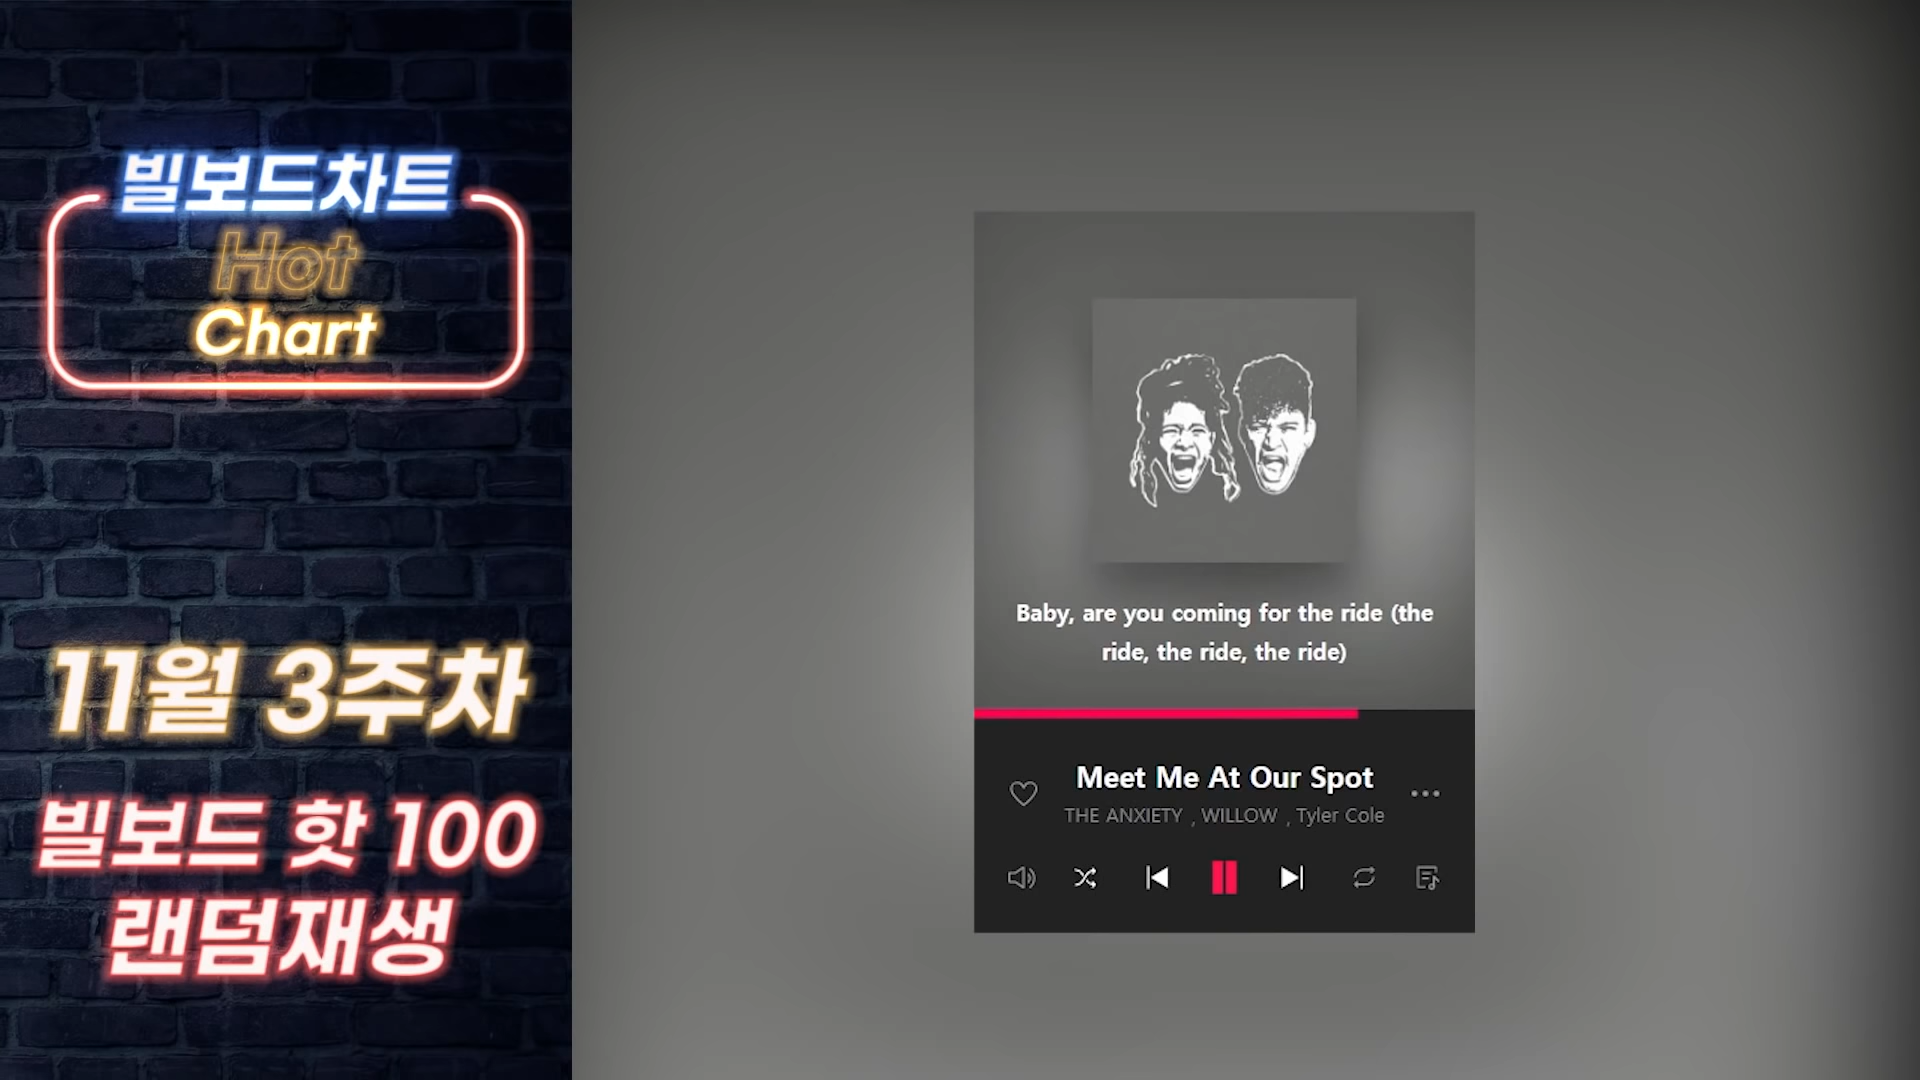 빌보드차트
Hot
Chart
11월 3주차
빌보드 핫 100
랜덤재생
Baby, are you coming for the ride (the
ride, the ride, the ride)
Meet Me At Our Spot
THE ANXIETY , WILLOW , Tyler Cole